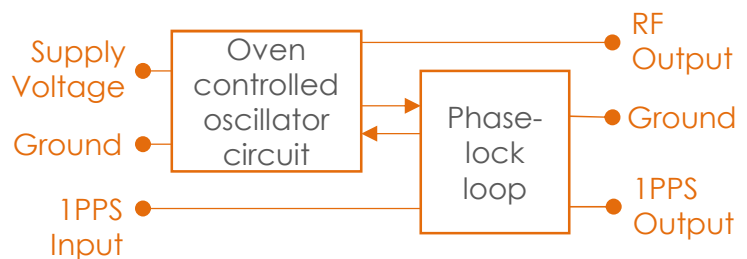 Supply
Voltage
Ground
1PPS
Input
Oven
controlled
oscillator
circuit
Phase-
lock
loop
RF
Output
Ground
1PPS
Output